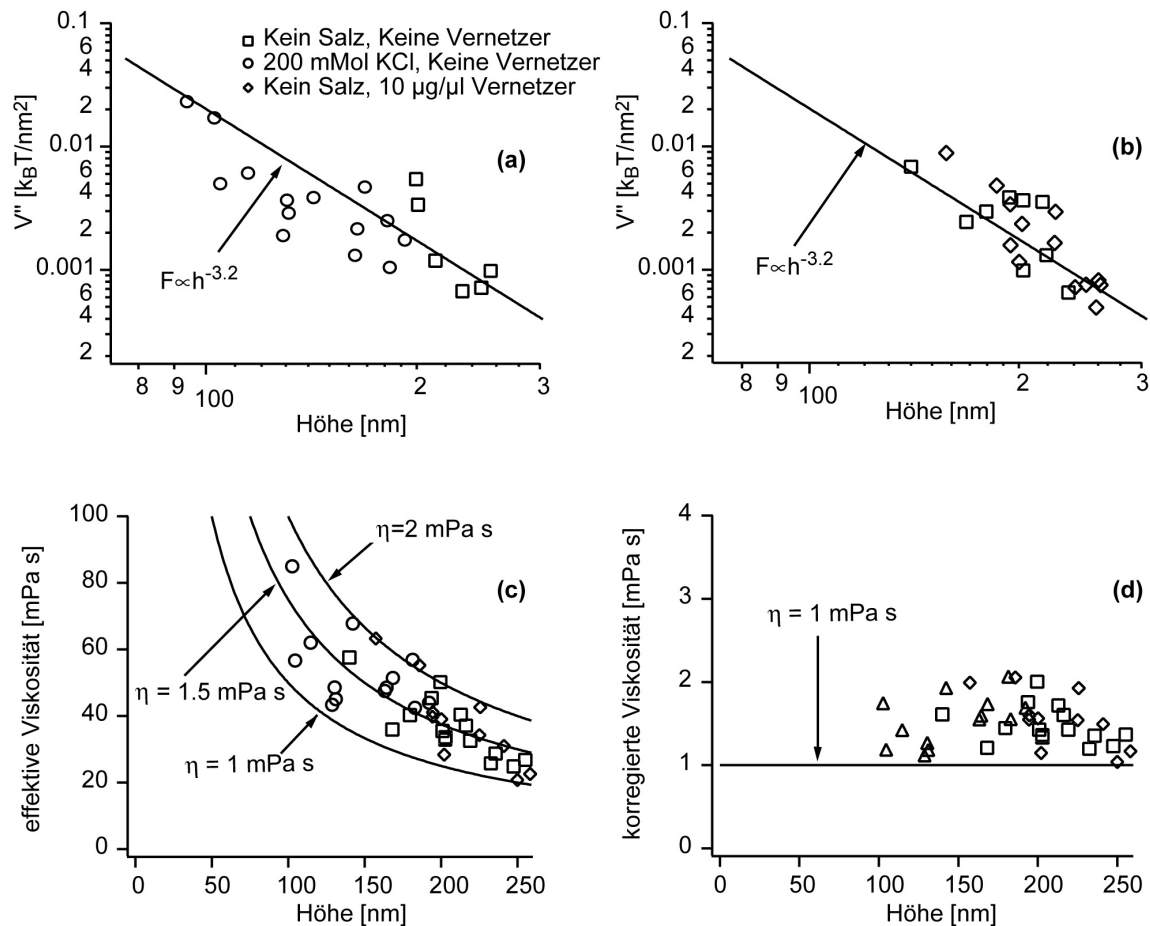 0.1
6
4
2
0.01
6
4
2
0.001
6
4
2
V'' [kBT/nm2]
Kein Salz, Keine Vernetzer
200 mMol KCl, Keine Vernetzer
Kein Salz, 10 µg/µl Vernetzer
(a)
F∝h-3.2
8 9 100 2 3
Höhe [nm]
0.1
6
4
2
0.01
6
4
2
0.001
6
4
2
V'' [kBT/nm2]
(b)
F∝h-3.2
8 9 100 2 3
Höhe [nm]
100
80
60
40
20
0
effektive Viskosität [mPa s]
η=2 mPa s
(c)
η = 1.5 mPa s
η = 1 mPa s
0 50 100 150 200 250
Höhe [nm]
4
3
2
1
0
korregierte Viskosität [mPa s]
η = 1 mPa s
(d)
0 50 100 150 200 250
Höhe [nm]